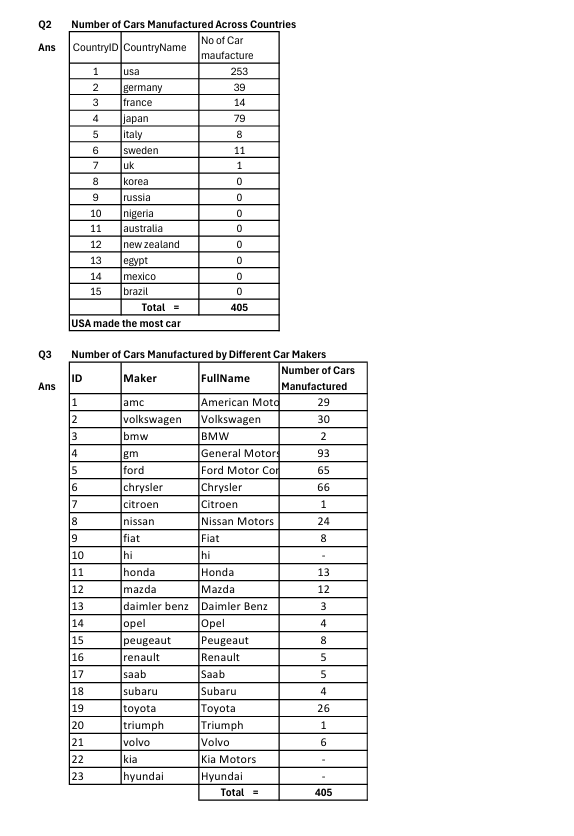 Q2 Number of Cars Manufactured Across Countries
Ans CountryID CountryName No of Car maufacture
1 usa 253
2 germany 39
3 france 14
4 japan 79
5 italy 8
6 sweden 11
7 uk 1
8 korea 0
9 russia 0
10 nigeria 0
11 australia 0
12 new zealand 0
13 egypt 0
14 mexico 0
15 brazil 0
Total = 405
USA made the most car
Q3 Number of Cars Manufactured by Different Car Makers
Ans ID Maker FullName Number of Cars Manufactured
1 amc American Moto 29
2 volkswagen Volkswagen 30
3 bmw BMW 2
4 gm General Motors 93
5 ford Ford Motor Cor 65
6 chrysler Chrysler 66
7 citroen Citroen 1
8 nissan Nissan Motors 24
9 fiat Fiat 8
10 hi hi -
11 honda Honda 13
12 mazda Mazda 12
13 daimler benz Daimler Benz 3
14 opel Opel 4
15 peugeaut Peugeaut 8
16 renault Renault 5
17 saab Saab 5
18 subaru Subaru 4
19 toyota Toyota 26
20 triumph Triumph 1
21 volvo Volvo 6
22 kia Kia Motors -
23 hyundai Hyundai -
Total = 405